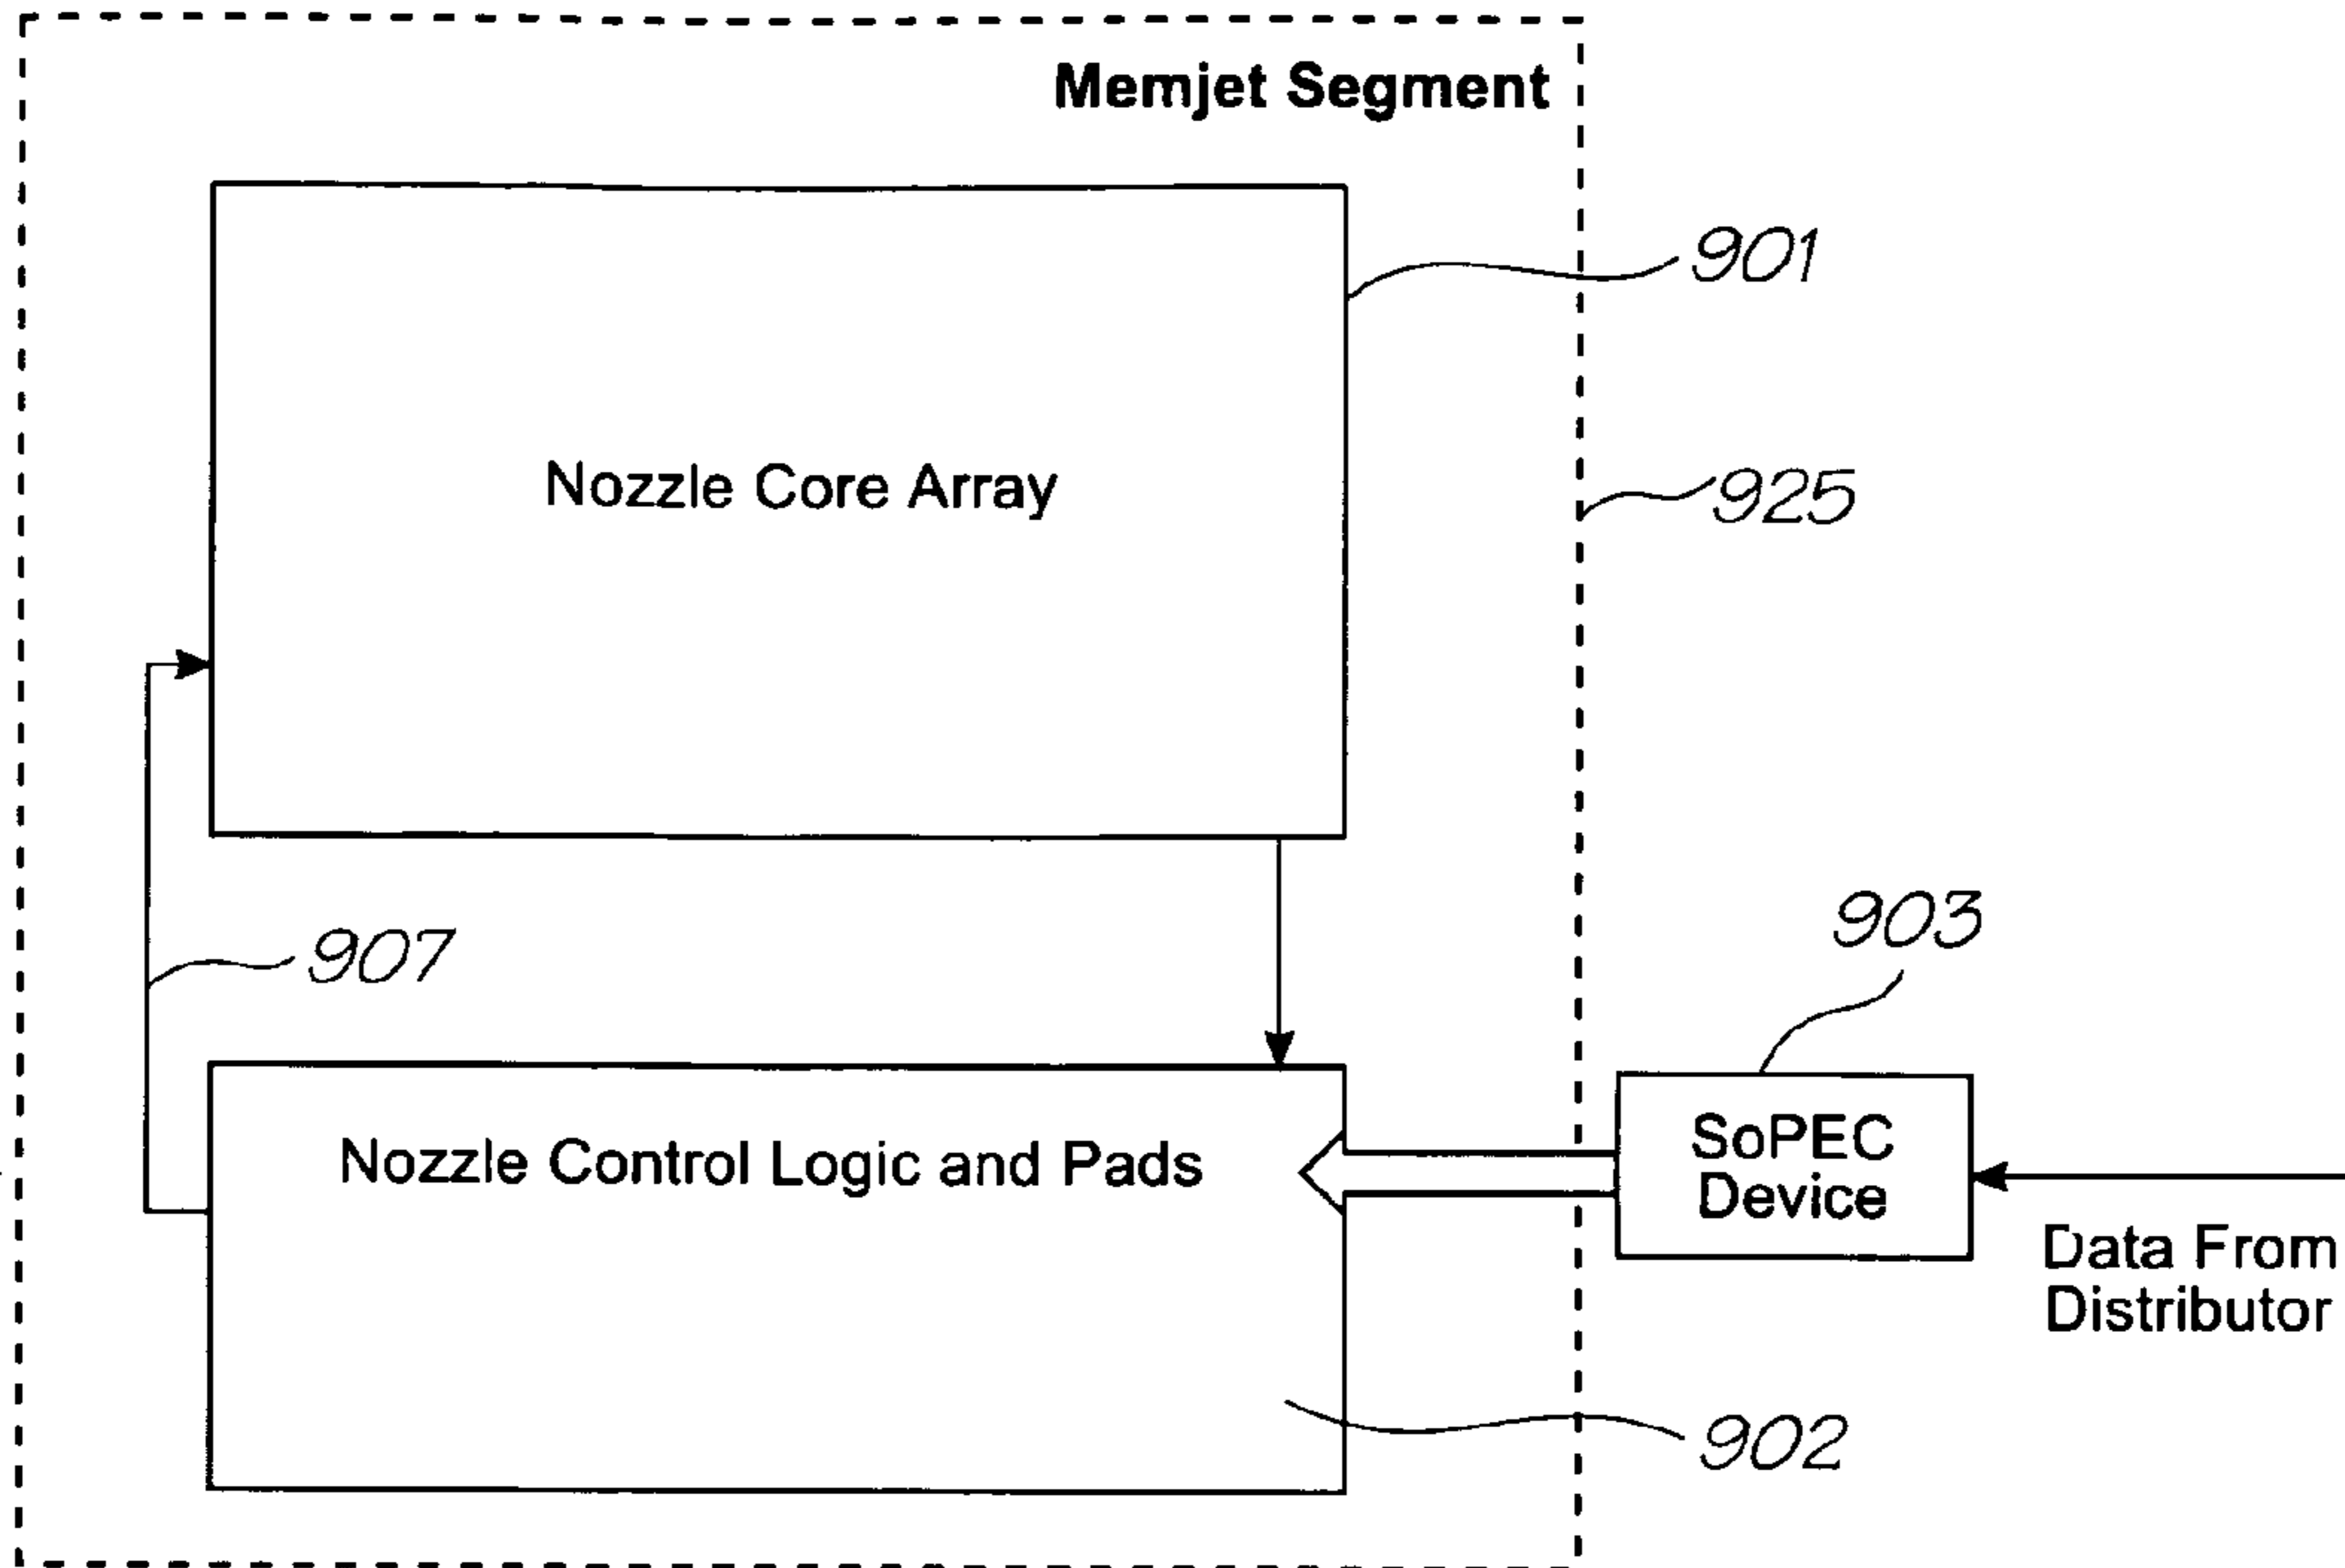 Memjet Segment
901
Nozzle Core Array
925
903
907
SoPEC
Device
Nozzle Control Logic and Pads
Data From
Distributor
902